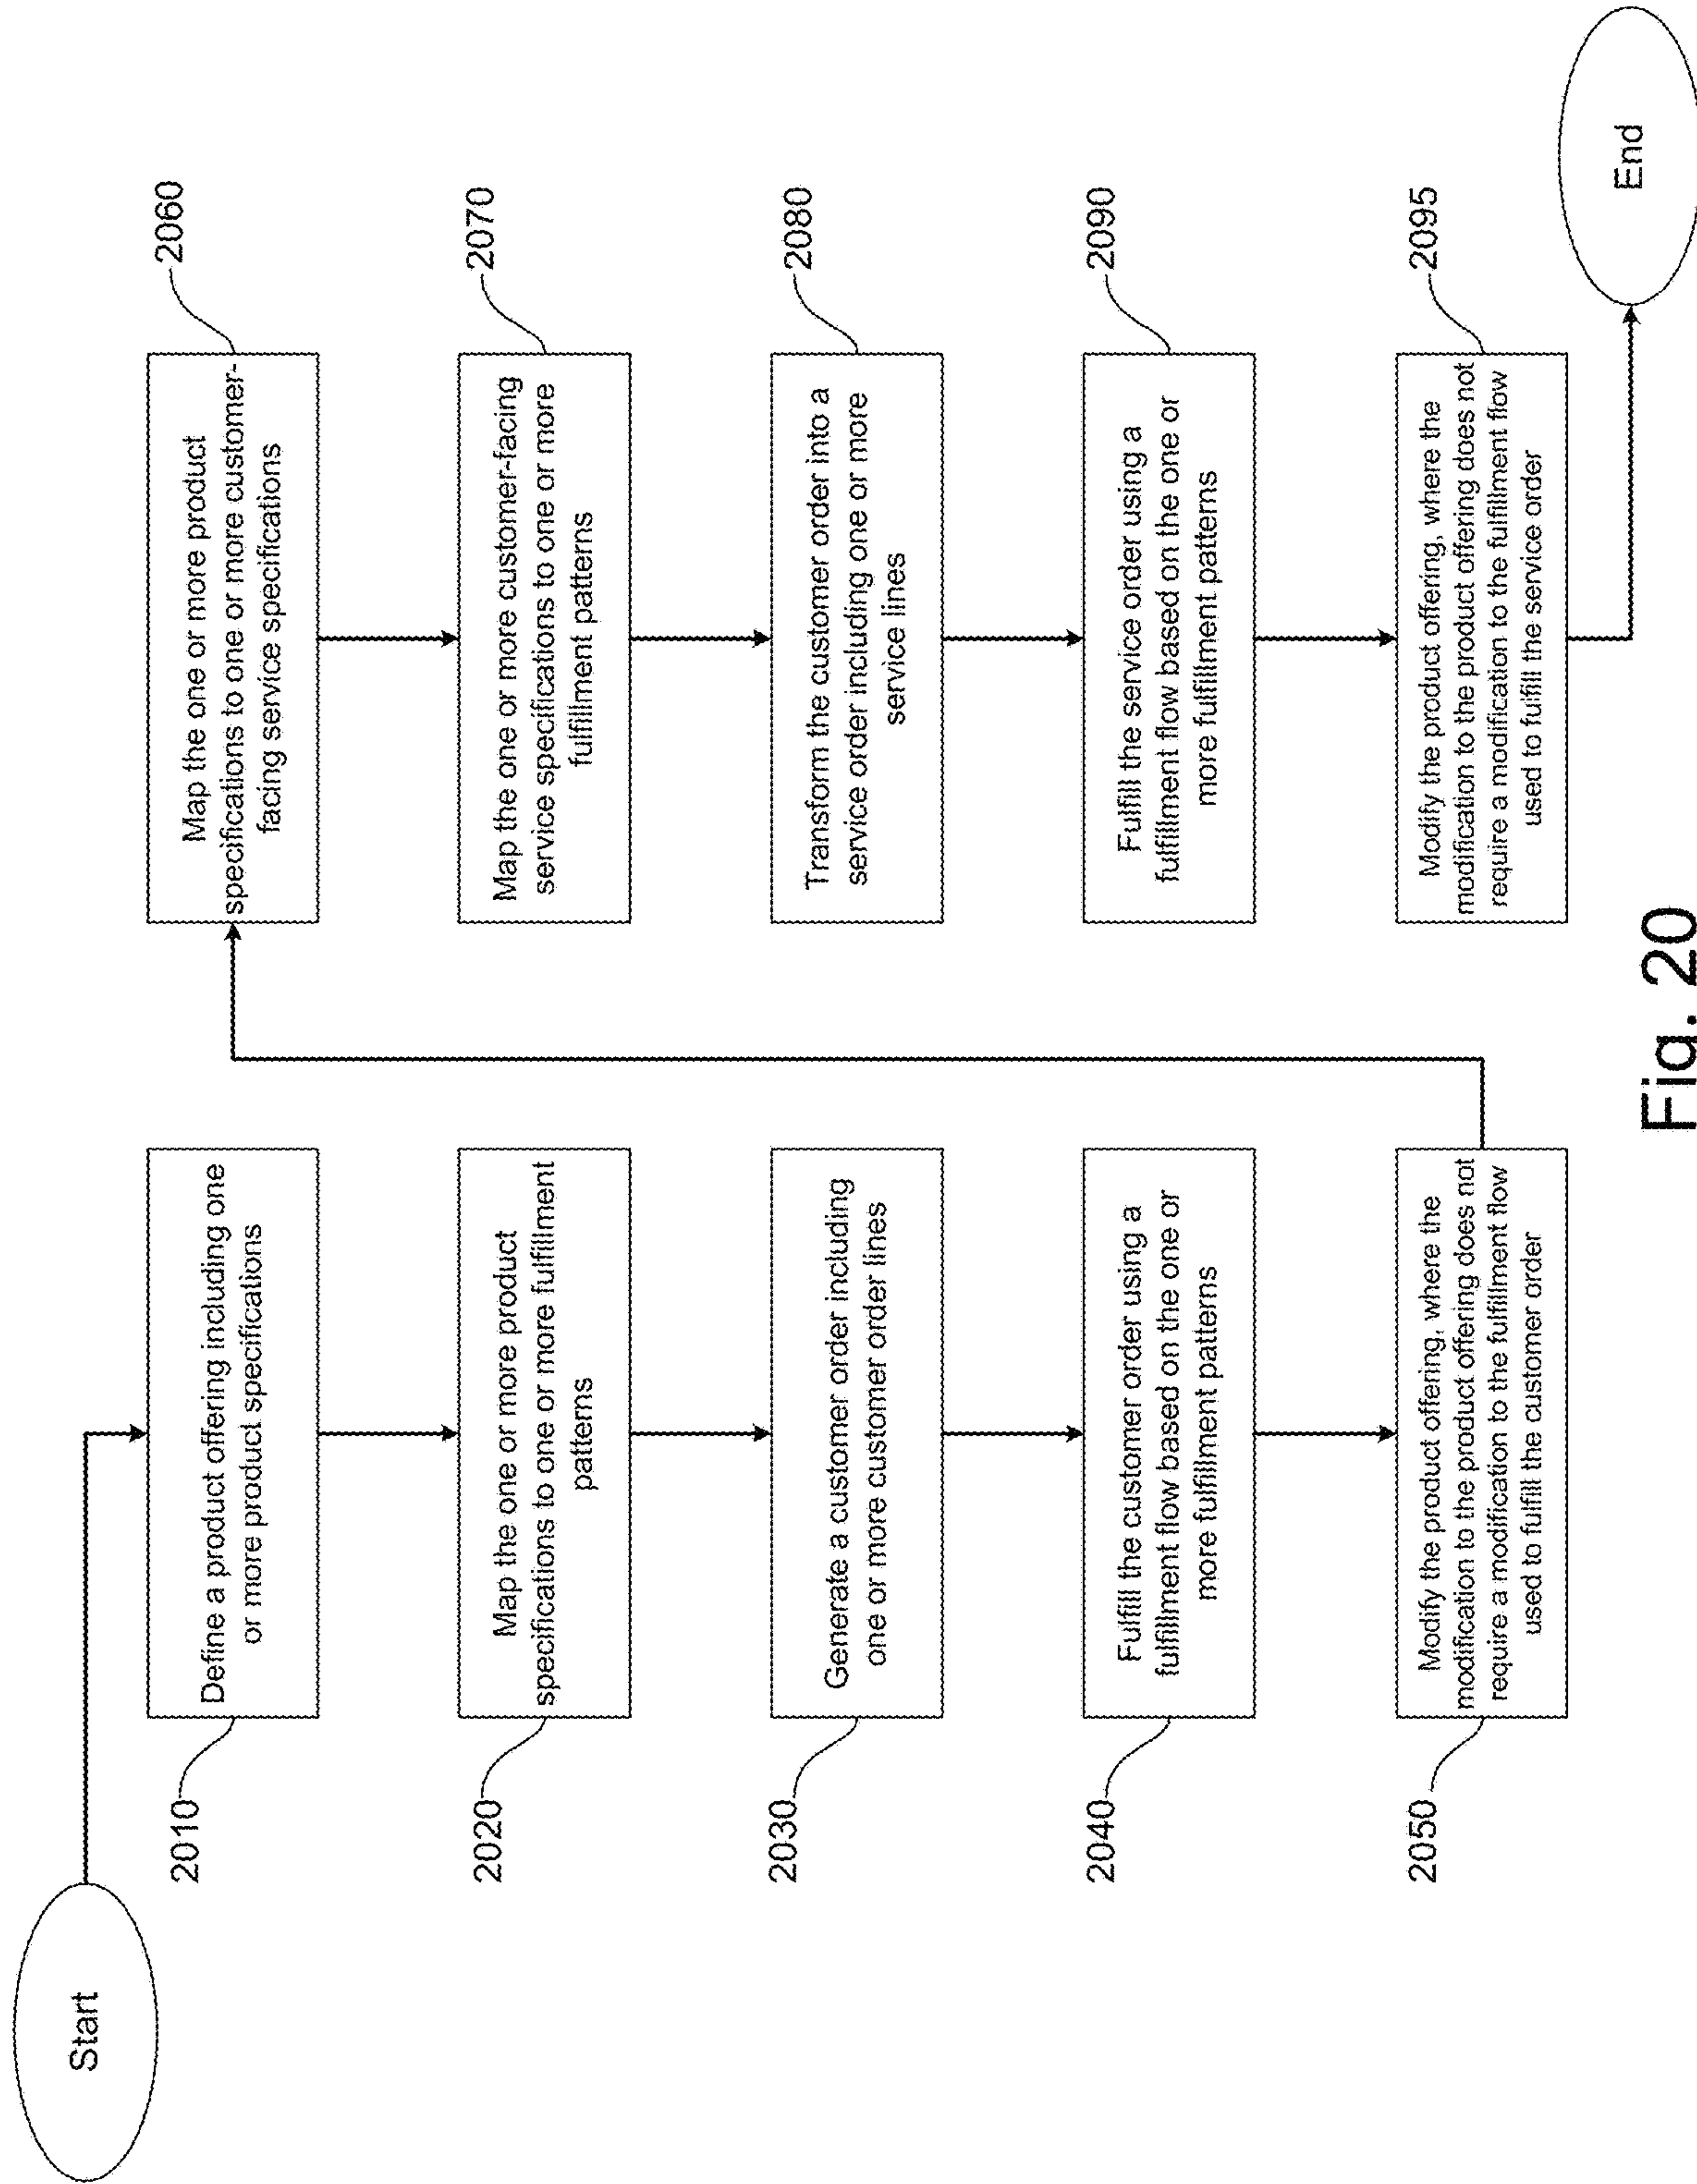 Start
2010
Define a product offering including one
or more product specifications
2020
Map the one or more product
specifications to one or more fulfillment
patterns
2030
Generate a customer order including
one or more customer order lines
2040
Fulfill the customer order using a
fulfillment flow based on the one or
more fulfillment patterns
2050
Modify the product offering, where the
modification to the product offering does not
require a modification to the fulfillment flow
used to fulfill the customer order
2060
Map the one or more product
specifications to one or more customer-
facing service specifications
2070
Map the one or more customer-facing
service specifications to one or more
fulfillment patterns
2080
Transform the customer order into a
service order including one or more
service lines
2090
Fulfill the service order using a
fulfillment flow based on the one or
more fulfillment patterns
2095
Modify the product offering, where the
modification to the product offering does not
require a modification to the fulfillment flow
used to fulfill the service order
End
Fig. 20